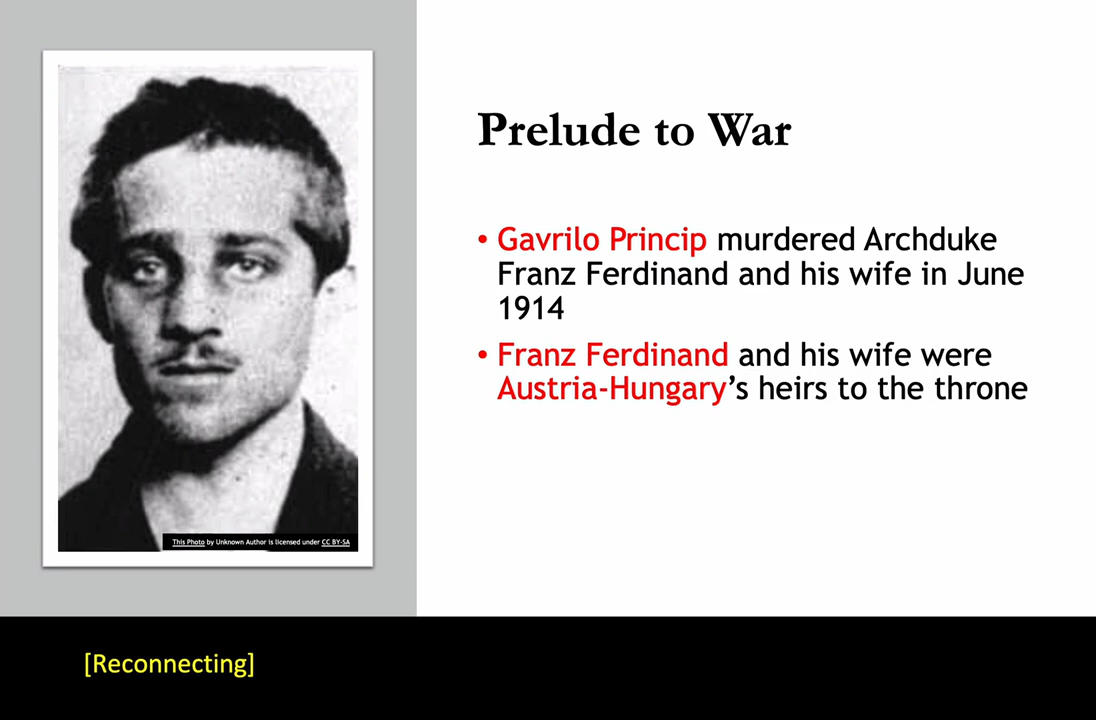 Prelude to War
• Gavrilo Princip murdered Archduke
Franz Ferdinand and his wife in June
1914
• Franz Ferdinand and his wife were
Austria-Hungary’s heirs to the throne
This Photo by Unknown Author is licensed under CC BY-SA
[Reconnecting]